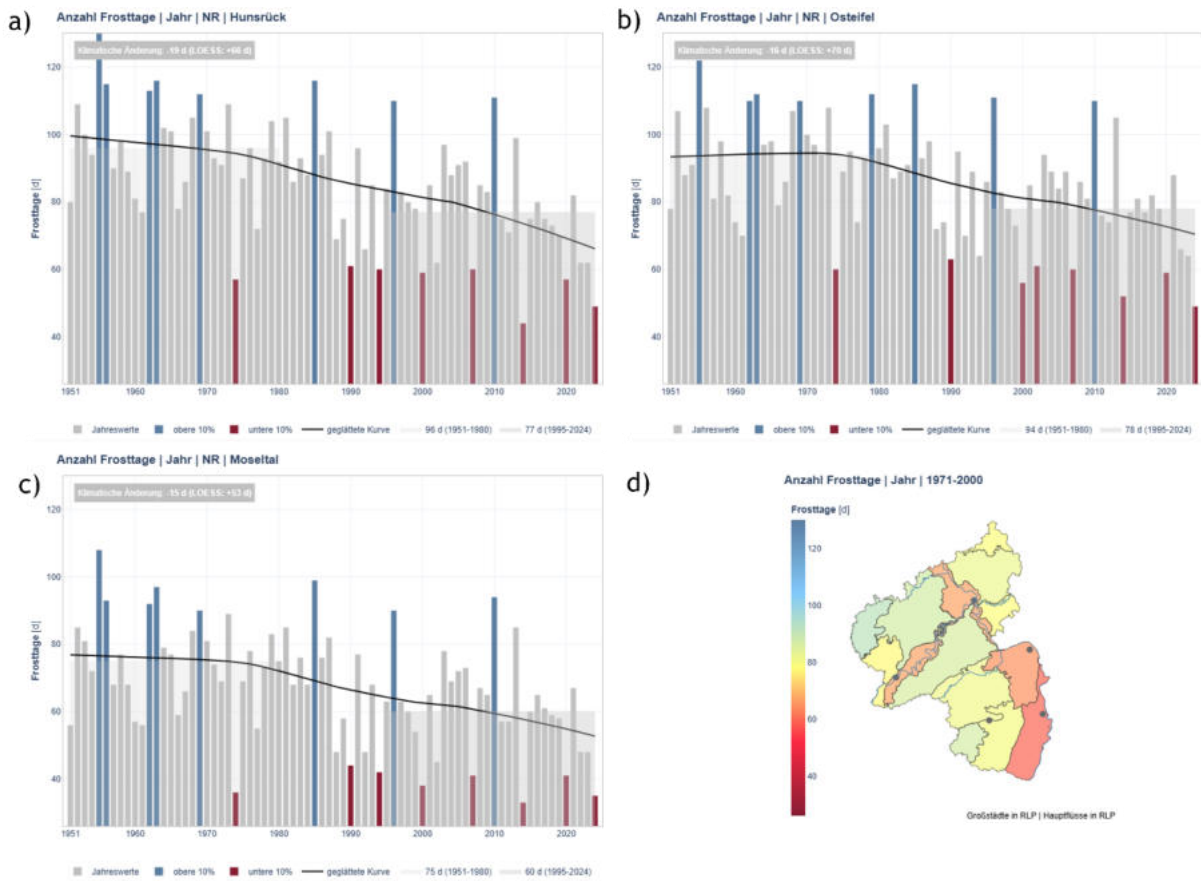 a)
Anzahl Frosttage | Jahr | NR | Hunsrück
Klimatische Änderung: -19 d (LOESS: +66 d)
Frosttage [d]
120
100
80
60
40
1951
1960
1970
1980
1990
2000
2010
2020
Jahreswerte
obere 10%
untere 10%
geglättete Kurve
96 d (1951-1980)
77 d (1995-2024)
b)
Anzahl Frosttage | Jahr | NR | Osteifel
Klimatische Änderung: -16 d (LOESS: +70 d)
Frosttage [d]
120
100
80
60
40
1951
1960
1970
1980
1990
2000
2010
2020
Jahreswerte
obere 10%
untere 10%
geglättete Kurve
94 d (1951-1980)
78 d (1995-2024)
c)
Anzahl Frosttage | Jahr | NR | Moseltal
Klimatische Änderung: -15 d (LOESS: +53 d)
Frosttage [d]
120
100
80
60
40
1951
1960
1970
1980
1990
2000
2010
2020
Jahreswerte
obere 10%
untere 10%
geglättete Kurve
75 d (1951-1980)
60 d (1995-2024)
d)
Anzahl Frosttage | Jahr | 1971-2000
Frosttage [d]
120
100
80
60
40
Großstädte in RLP | Hauptflüsse in RLP